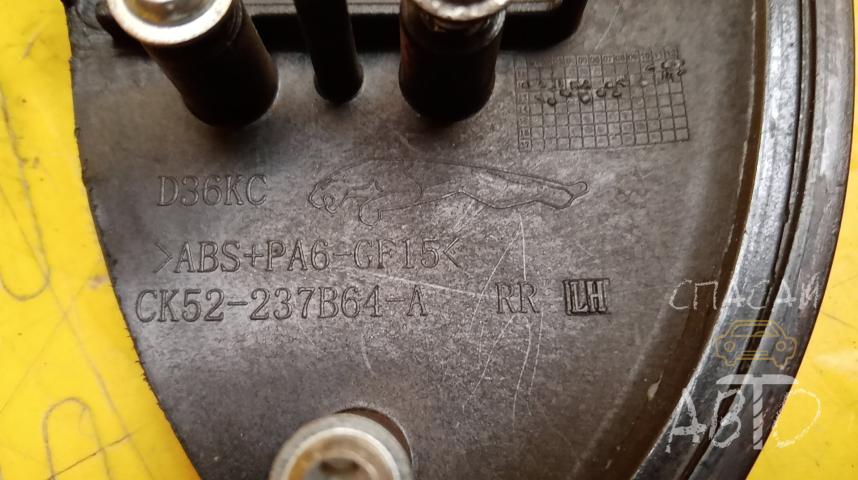 D36KC
>ABS+PA6-GF15<
CK52-237B64-A RR LH
СПАСАЙ
АВТО